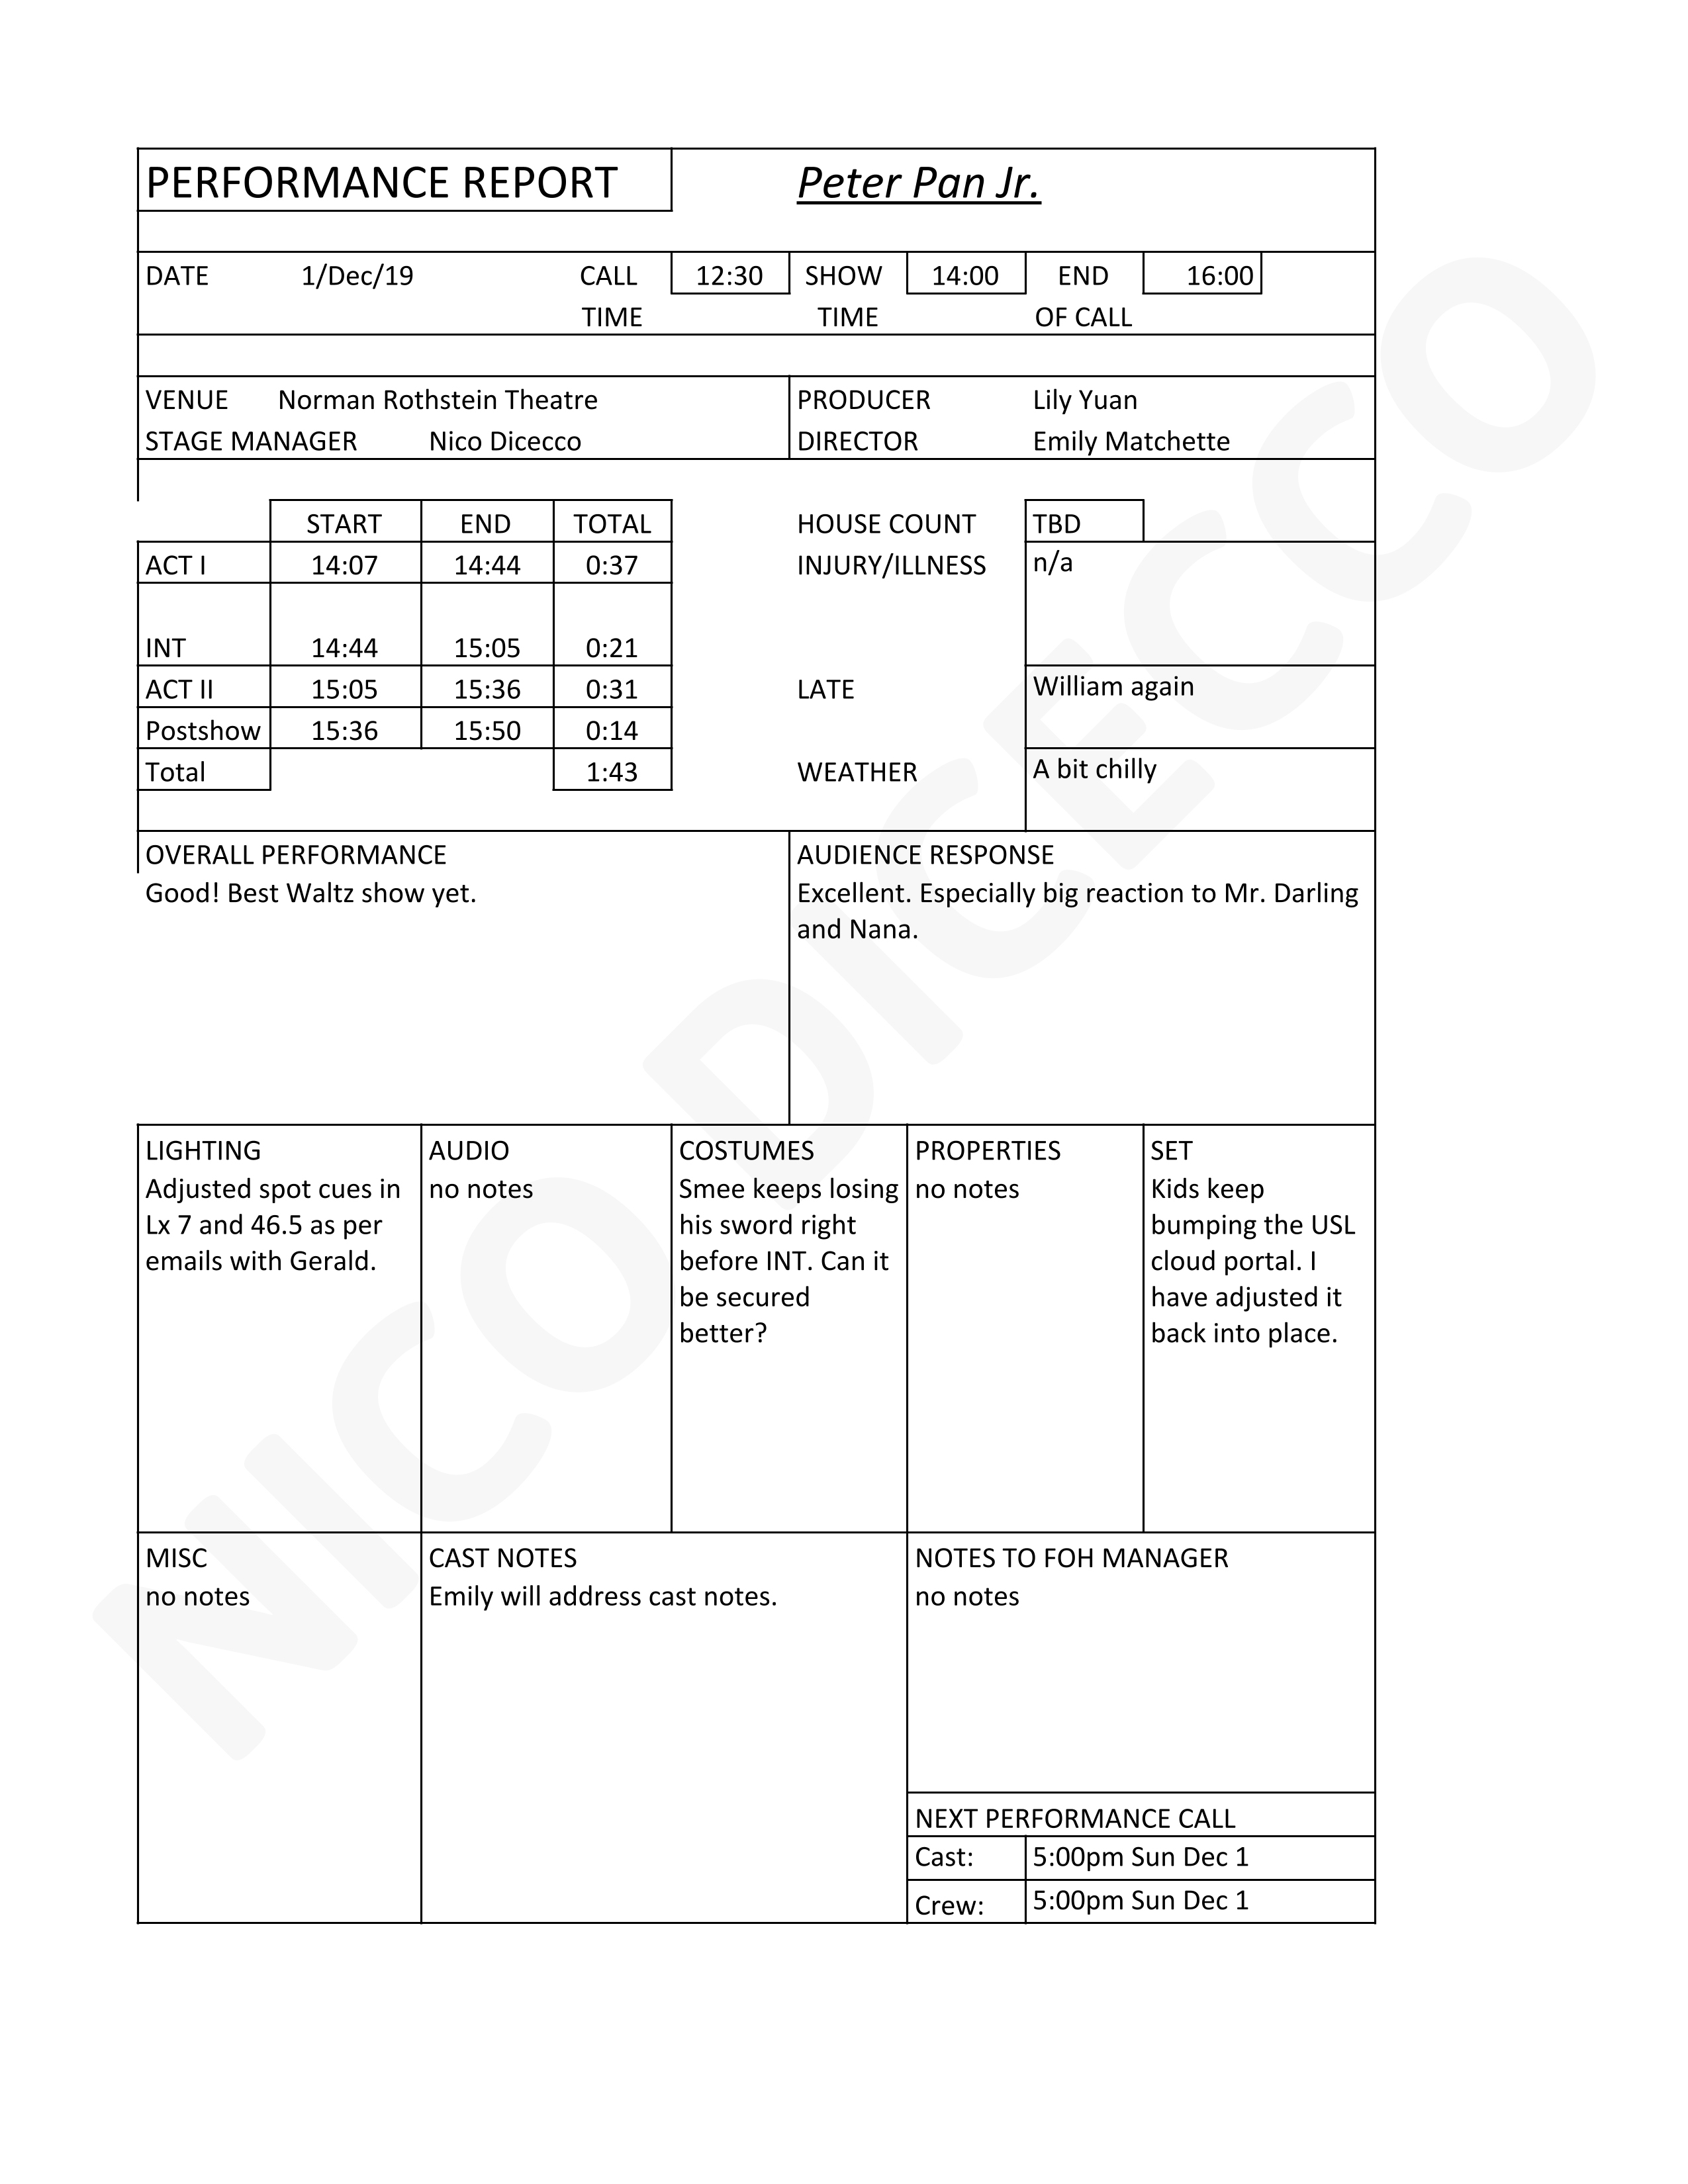 PERFORMANCE REPORT Peter Pan Jr.
DATE 1/Dec/19 CALL 12:30 SHOW 14:00 END 16:00
TIME TIME OF CALL
VENUE Norman Rothstein Theatre PRODUCER Lily Yuan
STAGE MANAGER Nico Dicecco DIRECTOR Emily Matchette
START END TOTAL HOUSE COUNT TBD
ACT I 14:07 14:44 0:37 INJURY/ILLNESS n/a
INT 14:44 15:05 0:21
ACT II 15:05 15:36 0:31 LATE William again
Postshow 15:36 15:50 0:14
Total 1:43 WEATHER A bit chilly
OVERALL PERFORMANCE
Good! Best Waltz show yet.
AUDIENCE RESPONSE
Excellent. Especially big reaction to Mr. Darling
and Nana.
LIGHTING
Adjusted spot cues in
Lx 7 and 46.5 as per
emails with Gerald.
AUDIO
no notes
COSTUMES
Smee keeps losing
his sword right
before INT. Can it
be secured
better?
PROPERTIES
no notes
SET
Kids keep
bumping the USL
cloud portal. I
have adjusted it
back into place.
MISC
no notes
CAST NOTES
Emily will address cast notes.
NOTES TO FOH MANAGER
no notes
NEXT PERFORMANCE CALL
Cast: 5:00pm Sun Dec 1
Crew: 5:00pm Sun Dec 1
NICO DICECCO